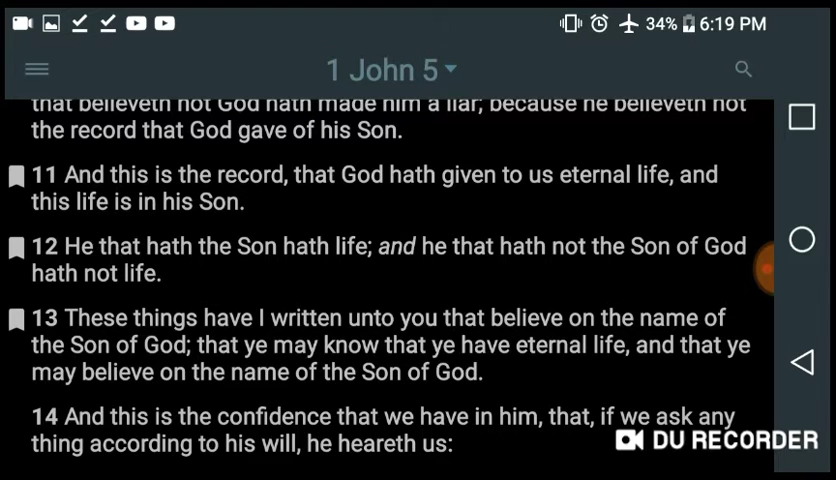 34% 6:19 PM
1 John 5
that believeth not God hath made him a liar; because he believeth not
the record that God gave of his Son.
11 And this is the record, that God hath given to us eternal life, and
this life is in his Son.
12 He that hath the Son hath life; and he that hath not the Son of God
hath not life.
13 These things have I written unto you that believe on the name of
the Son of God; that ye may know that ye have eternal life, and that ye
may believe on the name of the Son of God.
14 And this is the confidence that we have in him, that, if we ask any
thing according to his will, he heareth us:
DU RECORDER